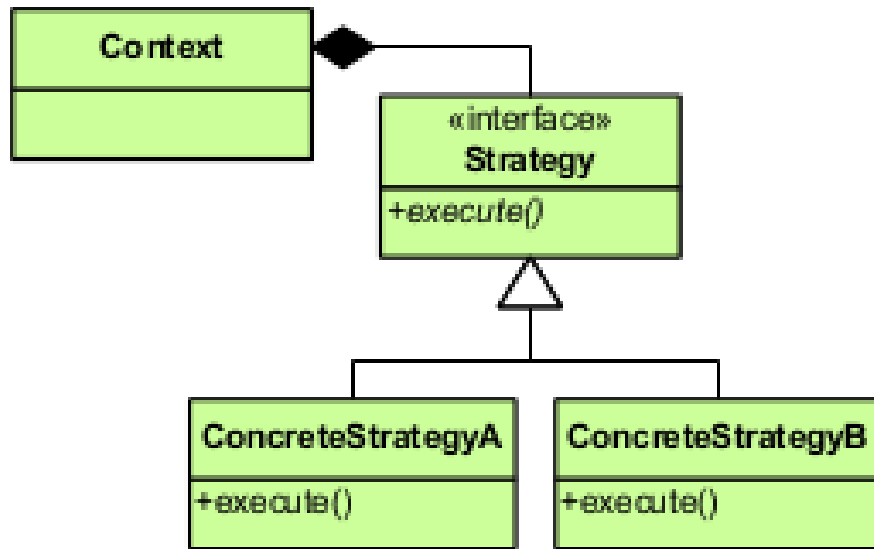 Context
«interface»
Strategy
+execute()
ConcreteStrategyA
+execute()
ConcreteStrategyB
+execute()